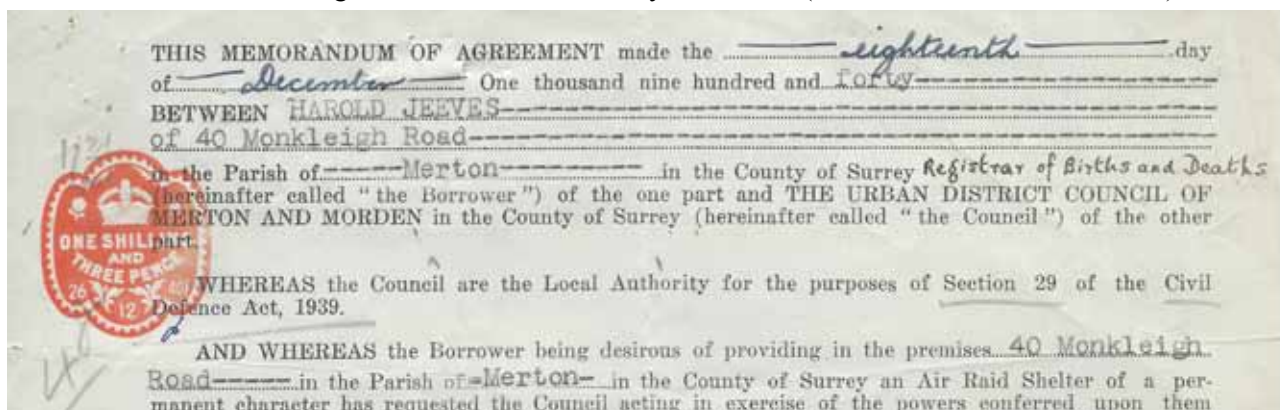 THIS MEMORANDUM OF AGREEMENT made the eighteenth day
of December One thousand nine hundred and forty
BETWEEN HAROLD JEEVES
of 40 Monkleigh Road
in the Parish of Merton in the County of Surrey Registrar of Births and Deaths
(hereinafter called "the Borrower") of the one part and THE URBAN DISTRICT COUNCIL OF
MERTON AND MORDEN in the County of Surrey (hereinafter called "the Council") of the other
part.
ONE SHILLING
AND
THREE PENCE
26
12
WHEREAS the Council are the Local Authority for the purposes of Section 29 of the Civil
Defence Act, 1939.
AND WHEREAS the Borrower being desirous of providing in the premises 40 Monkleigh
Road in the Parish of Merton in the County of Surrey an Air Raid Shelter of a per-
manent character has requested the Council acting in exercise of the powers conferred upon them